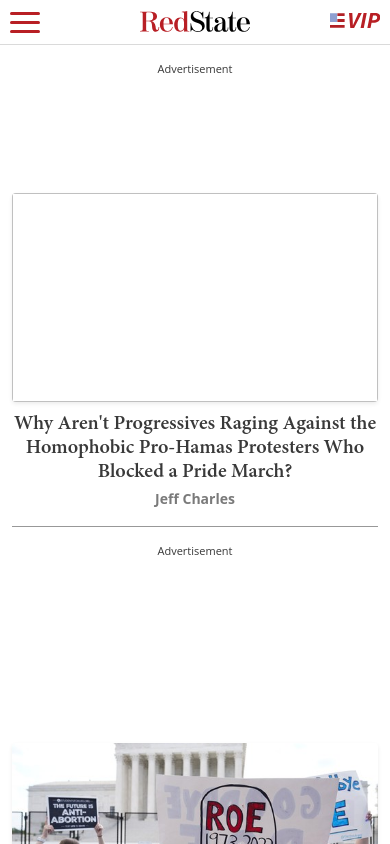 RedState
VIP
Advertisement
Why Aren't Progressives Raging Against the
Homophobic Pro-Hamas Protesters Who
Blocked a Pride March?
Jeff Charles
Advertisement
THE FUTURE IS
ANTI-
ABORTION
GOODBYE
ROE
1973-2022